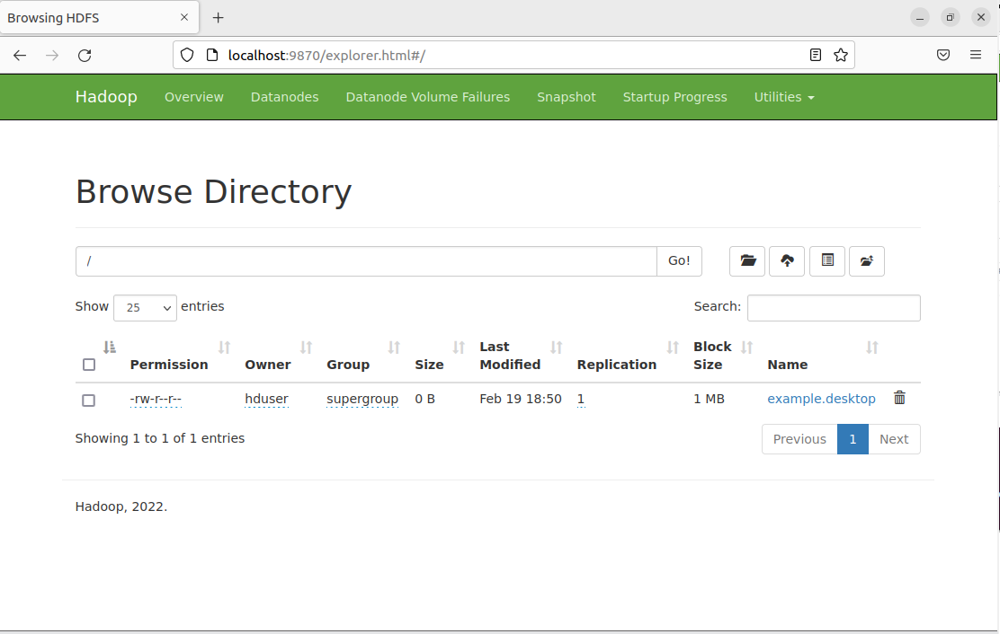 Browsing HDFS
localhost:9870/explorer.html#/
Hadoop Overview Datanodes Datanode Volume Failures Snapshot Startup Progress Utilities
Browse Directory
/ Go!
Show 25 entries Search:
Permission Owner Group Size Last Modified Replication Block Size Name
-rw-r--r-- hduser supergroup 0 B Feb 19 18:50 1 1 MB example.desktop
Showing 1 to 1 of 1 entries Previous 1 Next
Hadoop, 2022.